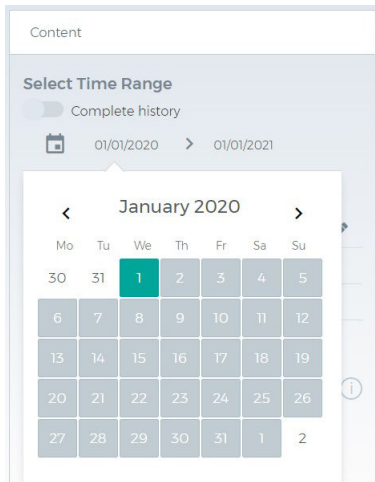 Content
Select Time Range
Complete history
01/01/2020 > 01/01/2021
< January 2020 >
Mo Tu We Th Fr Sa Su
30 31 1 2 3 4 5
6 7 8 9 10 11 12
13 14 15 16 17 18 19
20 21 22 23 24 25 26
27 28 29 30 31 1 2